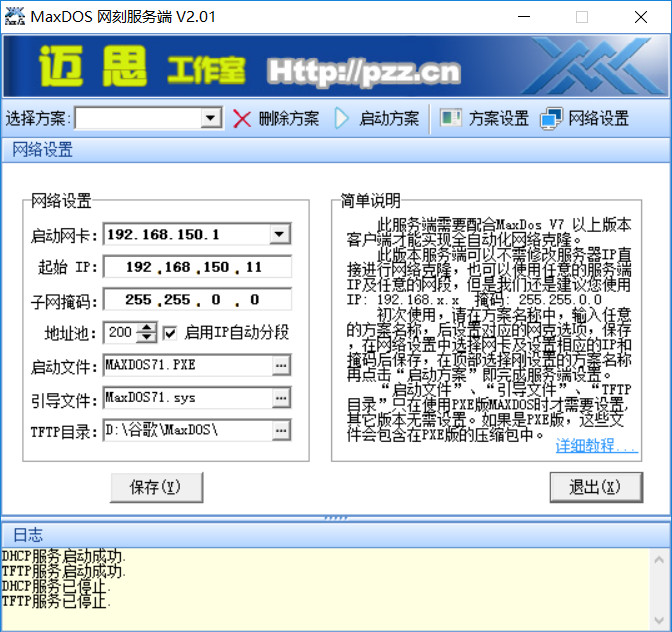 MaxDOS 网刻服务端 V2.01
迈思 工作室 Http://pzz.cn
选择方案: 删除方案 启动方案 方案设置 网络设置
网络设置
网络设置
启动网卡: 192.168.150.1
起始 IP: 192 .168 .150 . 11
子网掩码: 255 .255 . 0 . 0
地址池: 200 启用IP自动分段
启动文件: MAXDOS71.PXE ...
引导文件: MaxDOS71.sys ...
TFTP目录: D:\谷歌\MaxDOS\ ...
保存(Y)
简单说明
此服务端需要配合MaxDos V7 以上版本
客户端才能实现全自动化网络克隆。
此版本服务端可以不需修改服务器IP直
接进行网络克隆，也可以使用任意的服务端
IP及任意的网段，但是我们还是建议您使用
IP: 192.168.x.x 掩码: 255.255.0.0
初次使用，请在方案名称中，输入任意
的方案名称，后设置对应的网克选项，保存
，在网络设置中选择网卡及设置相应的IP和
掩码后保存，在顶部选择刚设置的方案名称
再点击“启动方案”即完成服务端设置。
“启动文件”、“引导文件”、“TFTP
目录”只在使用PXE版MAXDOS时才需要设置，
其它版本无需设置。如果是PXE版，这些文
件会包含在PXE版的压缩包中。
详细教程...
退出(X)
日志
DHCP服务启动成功.
TFTP服务启动成功.
DHCP服务已停止.
TFTP服务已停止.